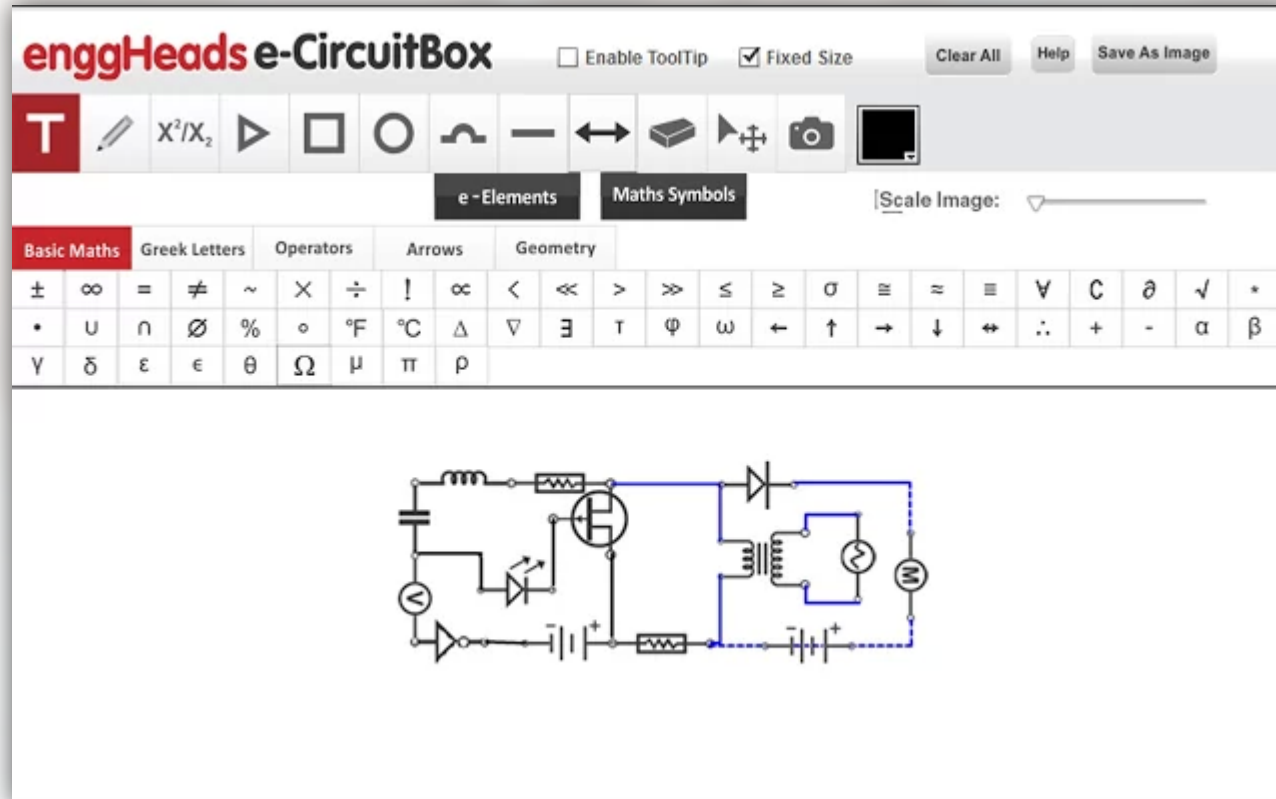 enggHeads e-CircuitBox
Enable ToolTip
Fixed Size
Clear All
Help
Save As Image
T
X²/X₂
e - Elements
Maths Symbols
Scale Image:
Basic Maths
Greek Letters
Operators
Arrows
Geometry
± ∞ = ≠ ~ × ÷ ! ∝ < ≪ > ≫ ≤ ≥ σ ≅ ≈ ≡ ∀ ∁ ∂ √ *
• ∪ ∩ ∅ % ∘ °F °C ∆ ∇ ∃ τ φ ω ← ↑ → ↓ ↔ ∴ + - α β
γ δ ε ϵ θ Ω μ π ρ
V
M
- +
- +